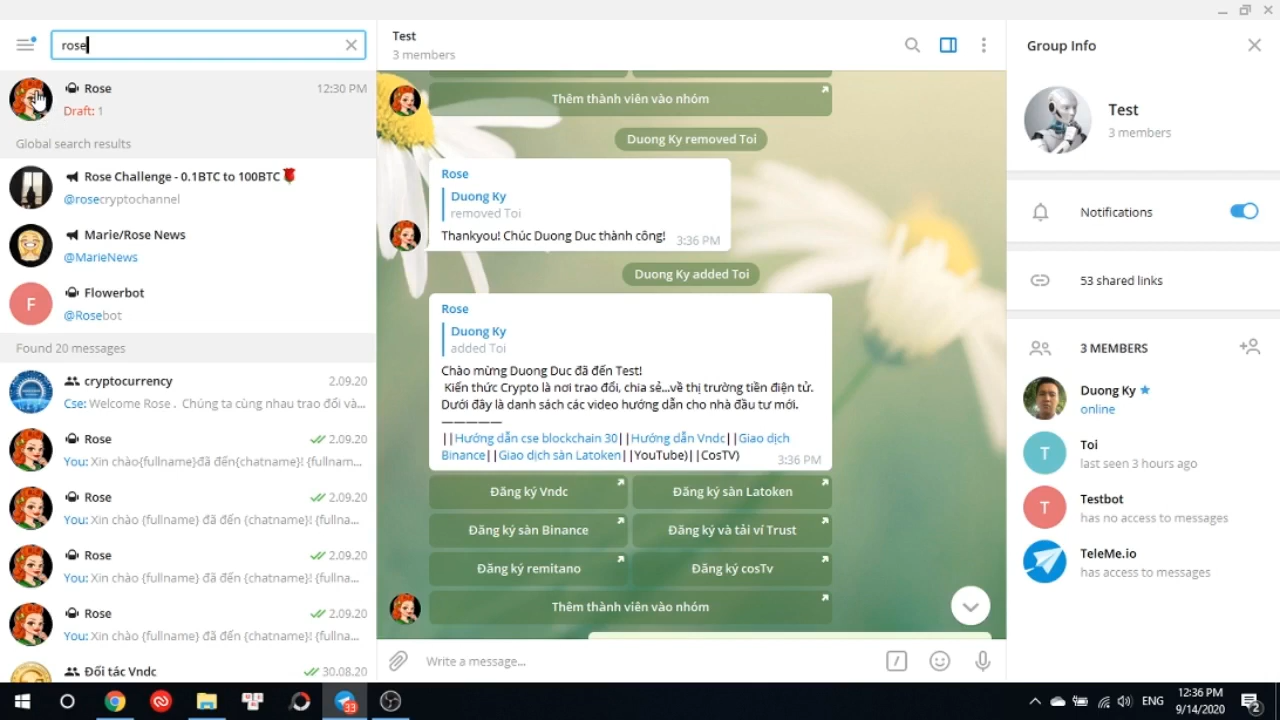 rose
Rose
12:30 PM
Draft: 1
Global search results
Rose Challenge - 0.1BTC to 100BTC🌹
@rosecryptochannel
Marie/Rose News
@MarieNews
F
Flowerbot
@Rosebot
Found 20 messages
cryptocurrency
2.09.20
Cse: Welcome Rose . Chúng ta cùng nhau trao đổi và...
Rose
2.09.20
You: Xin chào{fullname}đã đến{chatname}! {fullnam...
Rose
2.09.20
You: Xin chào {fullname} đã đến {chatname}! {fullna...
Rose
2.09.20
You: Xin chào {fullname} đã đến {chatname}! {fullna...
Rose
2.09.20
You: Xin chào {fullname} đã đến {chatname}! {fullna...
Đối tác Vndc
30.08.20
Test
3 members
Thêm thành viên vào nhóm
Duong Ky removed Toi
Rose
Duong Ky
removed Toi
Thankyou! Chúc Duong Duc thành công!
3:36 PM
Duong Ky added Toi
Rose
Duong Ky
added Toi
Chào mừng Duong Duc đã đến Test!
Kiến thức Crypto là nơi trao đổi, chia sẻ...về thị trường tiền điện tử.
Dưới đây là danh sách các video hướng dẫn cho nhà đầu tư mới.
——————
||Hướng dẫn cse blockchain 30||Hướng dẫn Vndc||Giao dịch
Binance||Giao dịch sàn Latoken||YouTube)||CosTV)
3:36 PM
Đăng ký Vndc
Đăng ký sàn Latoken
Đăng ký sàn Binance
Đăng ký và tải ví Trust
Đăng ký remitano
Đăng ký cosTv
Thêm thành viên vào nhóm
Write a message...
Group Info
Test
3 members
Notifications
53 shared links
3 MEMBERS
Duong Ky
online
T
Toi
last seen 3 hours ago
T
Testbot
has no access to messages
TeleMe.io
has access to messages
33
ENG
12:36 PM
9/14/2020
2